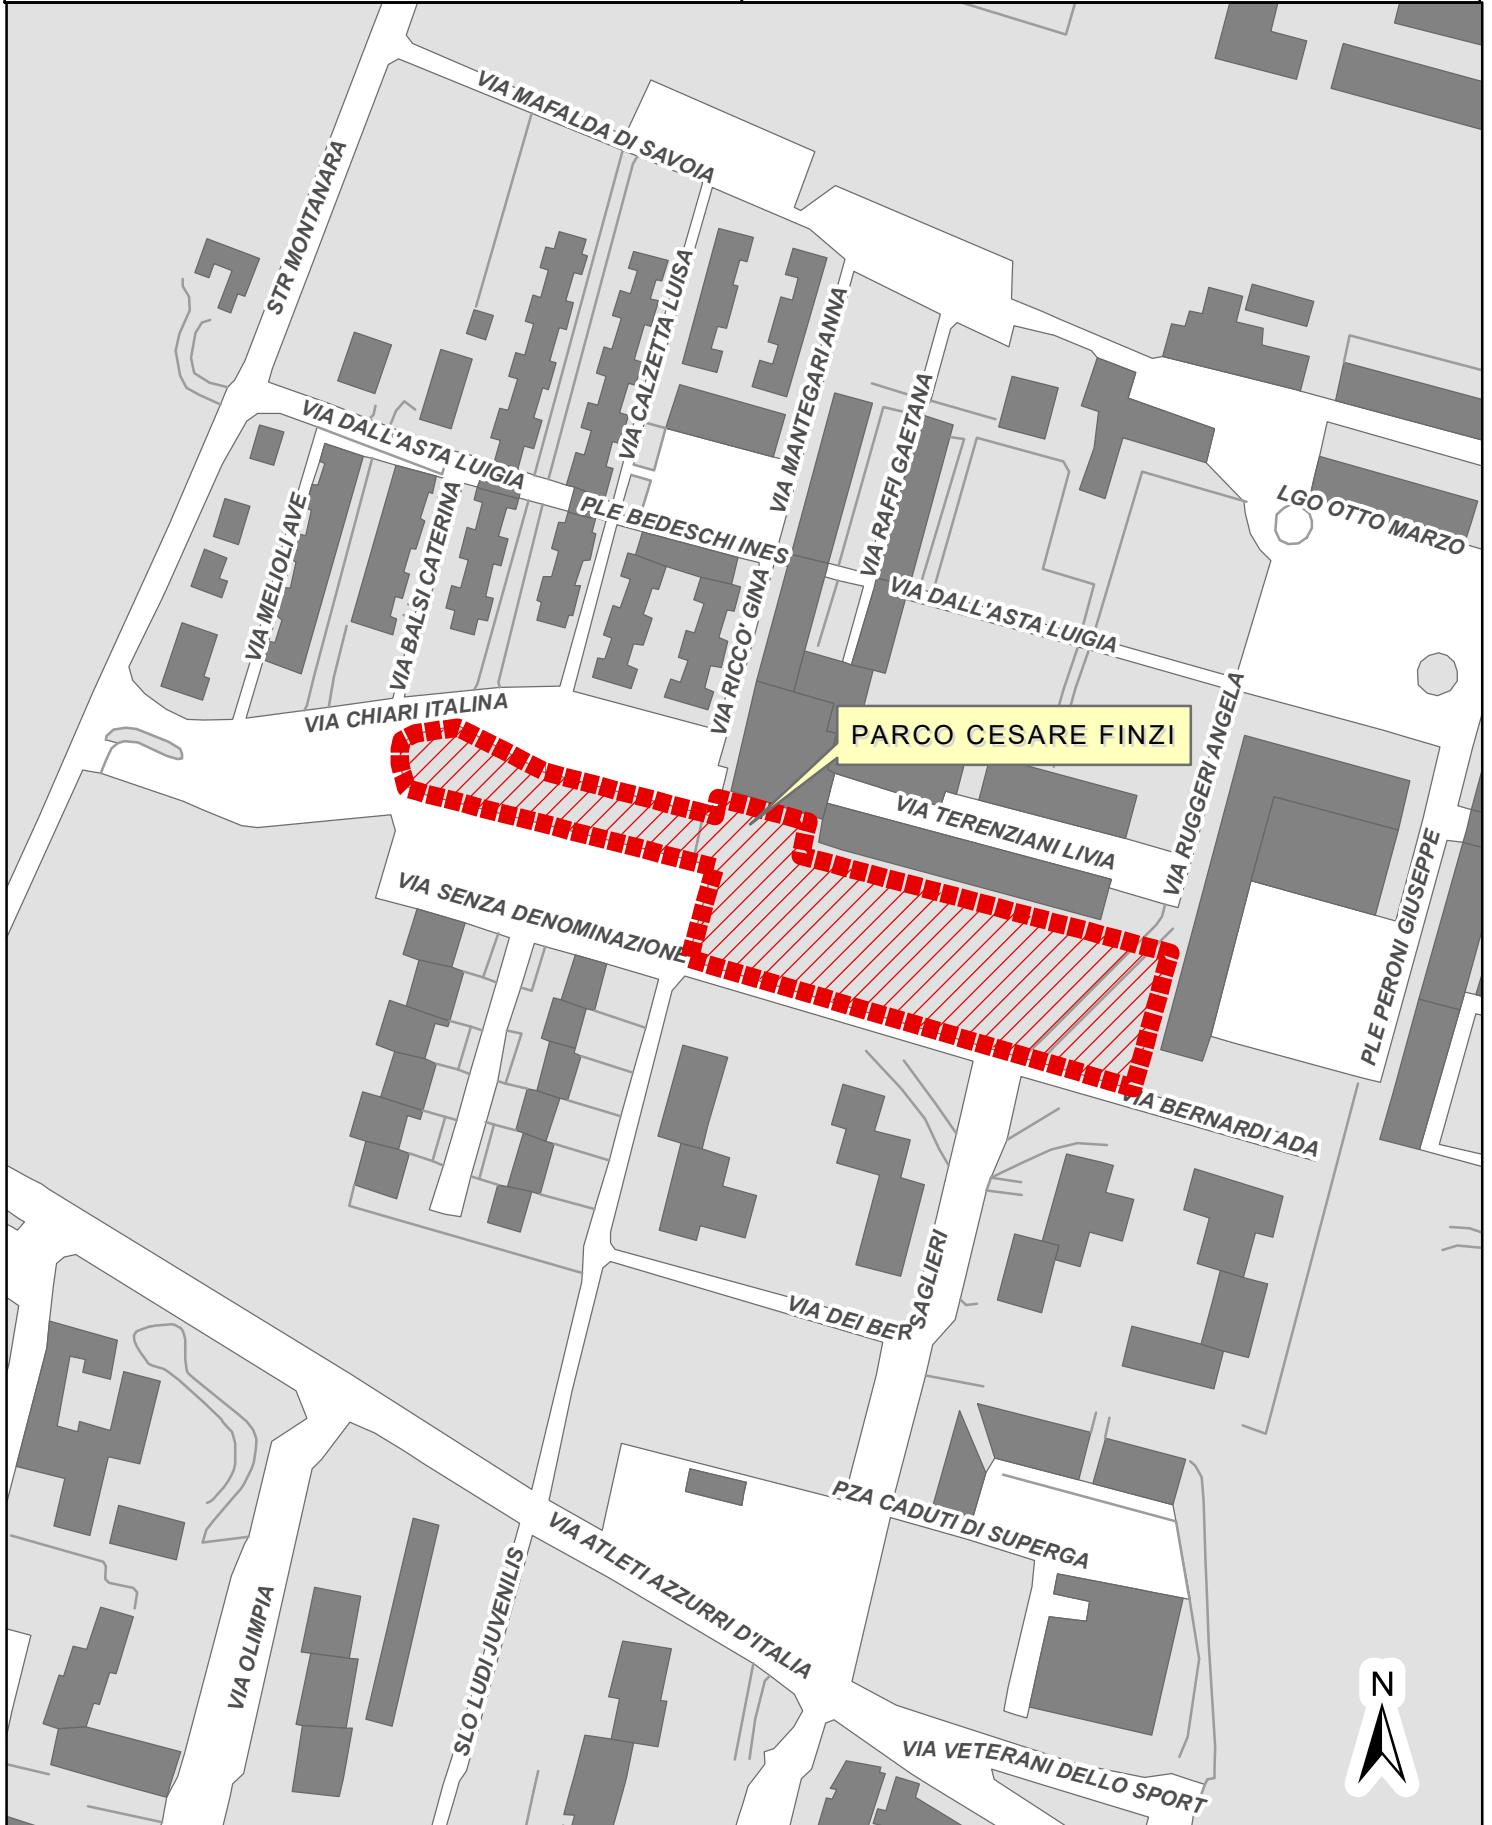 VIA MAFALDA DI SAVOIA
STR MONTANARA
VIA CALZETTA LUISA
VIA MANTEGARI ANNA
VIA RAFFI GAETANA
VIA DALL'ASTA LUIGIA
PLE BEDESCHI INES
LGO OTTO MARZO
VIA MELIOLI AVE
VIA BALSI CATERINA
VIA RICCO' GINA
VIA DALL'ASTA LUIGIA
VIA CHIARI ITALINA
PARCO CESARE FINZI
VIA RUGGERI ANGELA
VIA TERENZIANI LIVIA
PLE PERONI GIUSEPPE
VIA SENZA DENOMINAZIONE
VIA BERNARDI ADA
VIA DEI BERSAGLIERI
PZA CADUTI DI SUPERGA
VIA ATLETI AZZURRI D'ITALIA
SLO LUDI JUVENILIS
VIA OLIMPIA
N
VIA VETERANI DELLO SPORT